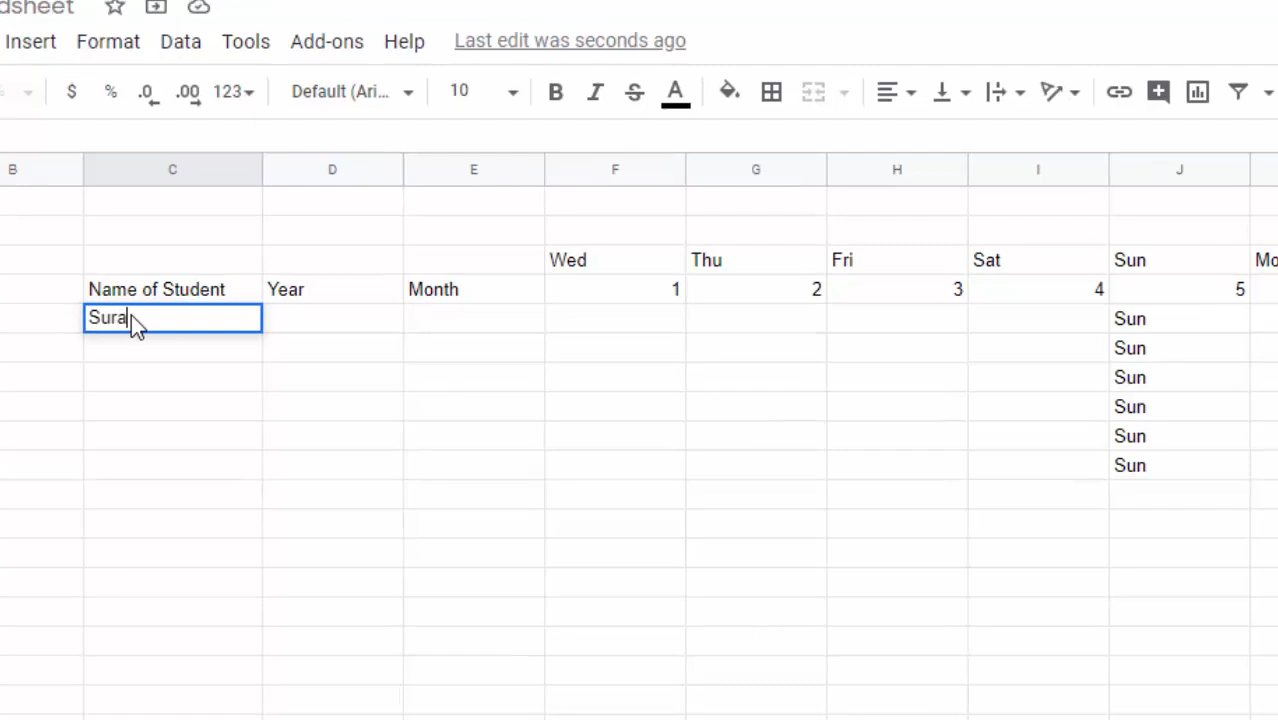 dsheet
Insert Format Data Tools Add-ons Help Last edit was seconds ago
$ % .0 .00 123 Default (Ari... 10 B I S A
B C D E F G H I J
Wed Thu Fri Sat Sun Mo
Name of Student Year Month 1 2 3 4 5
Sura Sun
Sun
Sun
Sun
Sun
Sun